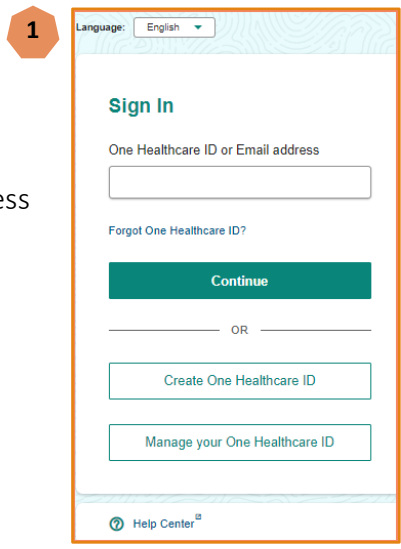 1
Language: English
Sign In
One Healthcare ID or Email address
ess
Forgot One Healthcare ID?
Continue
OR
Create One Healthcare ID
Manage your One Healthcare ID
Help Center